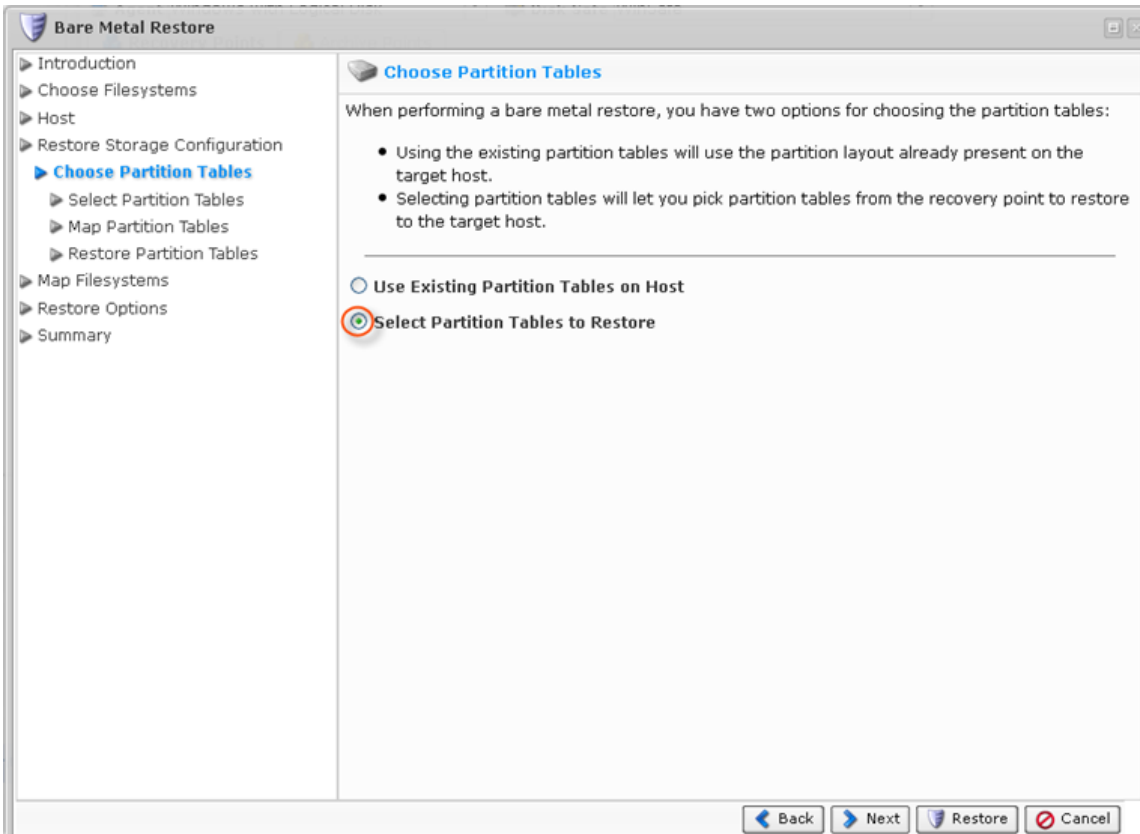 Bare Metal Restore
Introduction
Choose Filesystems
Host
Restore Storage Configuration
Choose Partition Tables
Select Partition Tables
Map Partition Tables
Restore Partition Tables
Map Filesystems
Restore Options
Summary
Choose Partition Tables
When performing a bare metal restore, you have two options for choosing the partition tables:
• Using the existing partition tables will use the partition layout already present on the
target host.
• Selecting partition tables will let you pick partition tables from the recovery point to restore
to the target host.
Use Existing Partition Tables on Host
Select Partition Tables to Restore
Back
Next
Restore
Cancel